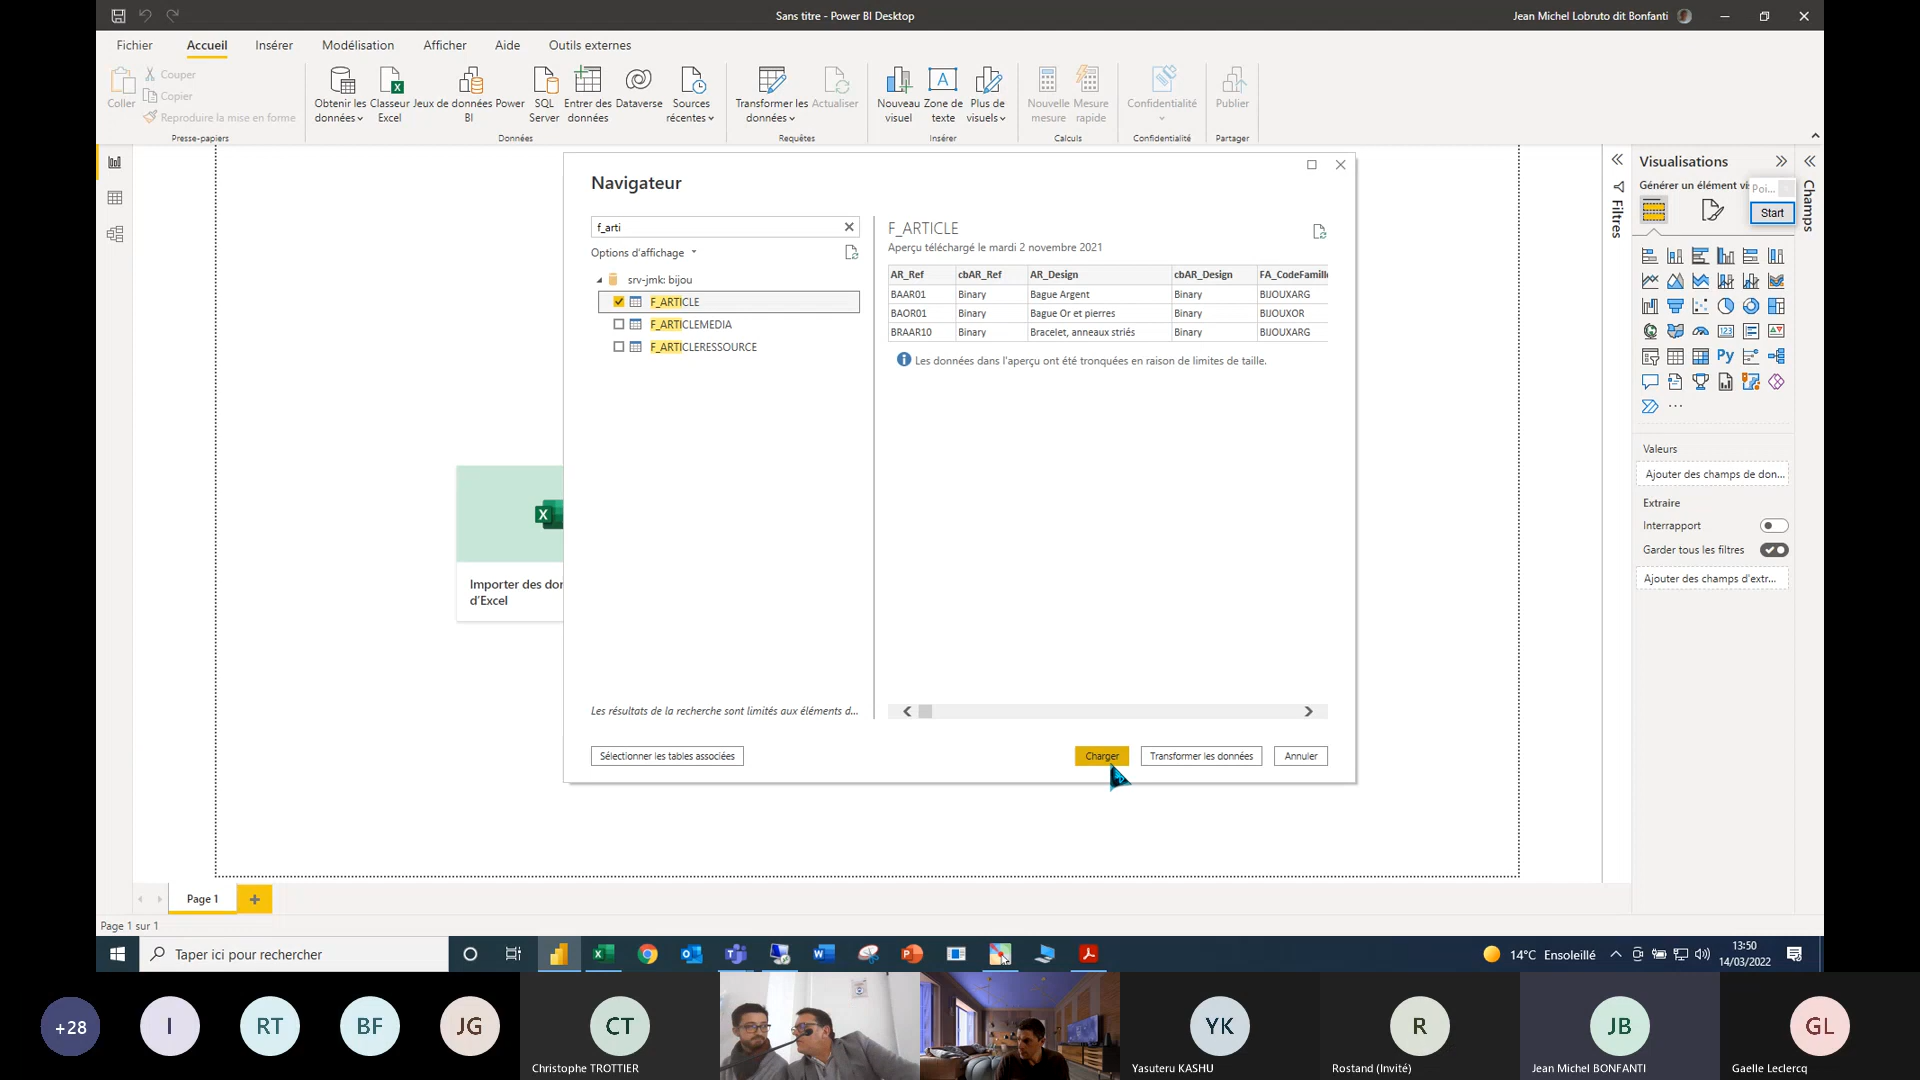 Sans titre - Power BI Desktop
Jean Michel Lobruto dit Bonfanti
Fichier
Accueil
Insérer
Modélisation
Afficher
Aide
Outils externes
Coller
Couper
Copier
Reproduire la mise en forme
Presse-papiers
Obtenir les données
Classeur Excel
Jeux de données Power BI
SQL Server
Entrer des données
Dataverse
Sources récentes
Données
Transformer les données
Actualiser
Requêtes
Nouveau visuel
Zone de texte
Plus de visuels
Insérer
Nouvelle mesure
Mesure rapide
Calculs
Confidentialité
Confidentialité
Publier
Partager
Navigateur
f_arti
Options d'affichage
srv-jmk: bijou
F_ARTICLE
F_ARTICLEMEDIA
F_ARTICLERESSOURCE
Les résultats de la recherche sont limités aux éléments d...
F_ARTICLE
Aperçu téléchargé le mardi 2 novembre 2021
AR_Ref cbAR_Ref AR_Design cbAR_Design FA_CodeFamille
BAAR01 Binary Bague Argent Binary BIJOUXARG
BAOR01 Binary Bague Or et pierres Binary BIJOUXOR
BRAAR10 Binary Bracelet, anneaux striés Binary BIJOUXARG
Les données dans l'aperçu ont été tronquées en raison de limites de taille.
Sélectionner les tables associées
Charger
Transformer les données
Annuler
Importer des dor
d'Excel
Filtres
Visualisations
Générer un élément vi
Poi...
Start
Champs
Py
123
Valeurs
Ajouter des champs de don...
Extraire
Interrapport
Garder tous les filtres
Ajouter des champs d'extr...
Page 1
Page 1 sur 1
Taper ici pour rechercher
14°C Ensoleillé
13:50
14/03/2022
+28
I
RT
BF
JG
CT
Christophe TROTTIER
YK
Yasuteru KASHU
R
Rostand (Invité)
JB
Jean Michel BONFANTI
GL
Gaelle Leclercq